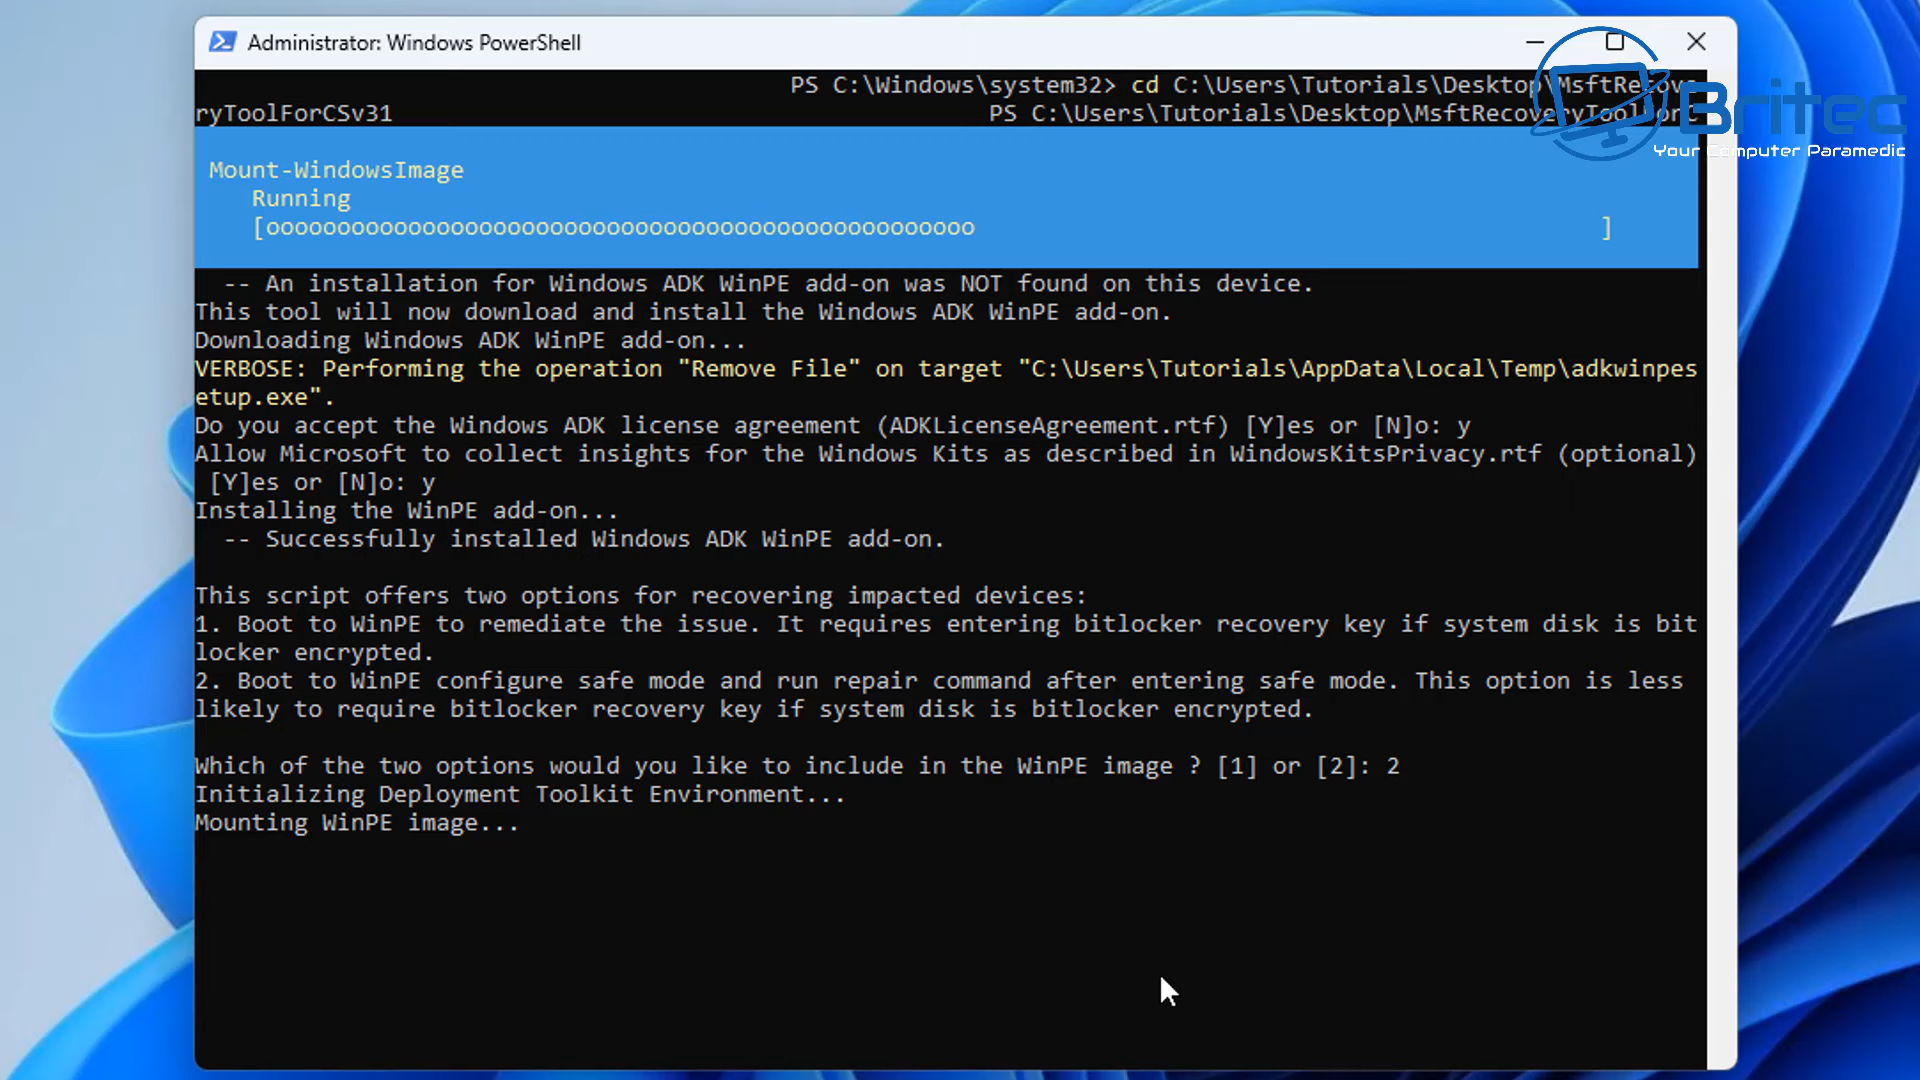 Administrator: Windows PowerShell
PS C:\Windows\system32> cd C:\Users\Tutorials\Desktop\MsftRecove
ryToolForCSv31 PS C:\Users\Tutorials\Desktop\MsftRecoveryToolForC
Britec
Your Computer Paramedic
Mount-WindowsImage
Running
[oooooooooooooooooooooooooooooooooooooooooooooooooo ]
-- An installation for Windows ADK WinPE add-on was NOT found on this device.
This tool will now download and install the Windows ADK WinPE add-on.
Downloading Windows ADK WinPE add-on...
VERBOSE: Performing the operation "Remove File" on target "C:\Users\Tutorials\AppData\Local\Temp\adkwinpes
etup.exe".
Do you accept the Windows ADK license agreement (ADKLicenseAgreement.rtf) [Y]es or [N]o: y
Allow Microsoft to collect insights for the Windows Kits as described in WindowsKitsPrivacy.rtf (optional)
[Y]es or [N]o: y
Installing the WinPE add-on...
-- Successfully installed Windows ADK WinPE add-on.
This script offers two options for recovering impacted devices:
1. Boot to WinPE to remediate the issue. It requires entering bitlocker recovery key if system disk is bit
locker encrypted.
2. Boot to WinPE configure safe mode and run repair command after entering safe mode. This option is less
likely to require bitlocker recovery key if system disk is bitlocker encrypted.
Which of the two options would you like to include in the WinPE image ? [1] or [2]: 2
Initializing Deployment Toolkit Environment...
Mounting WinPE image...